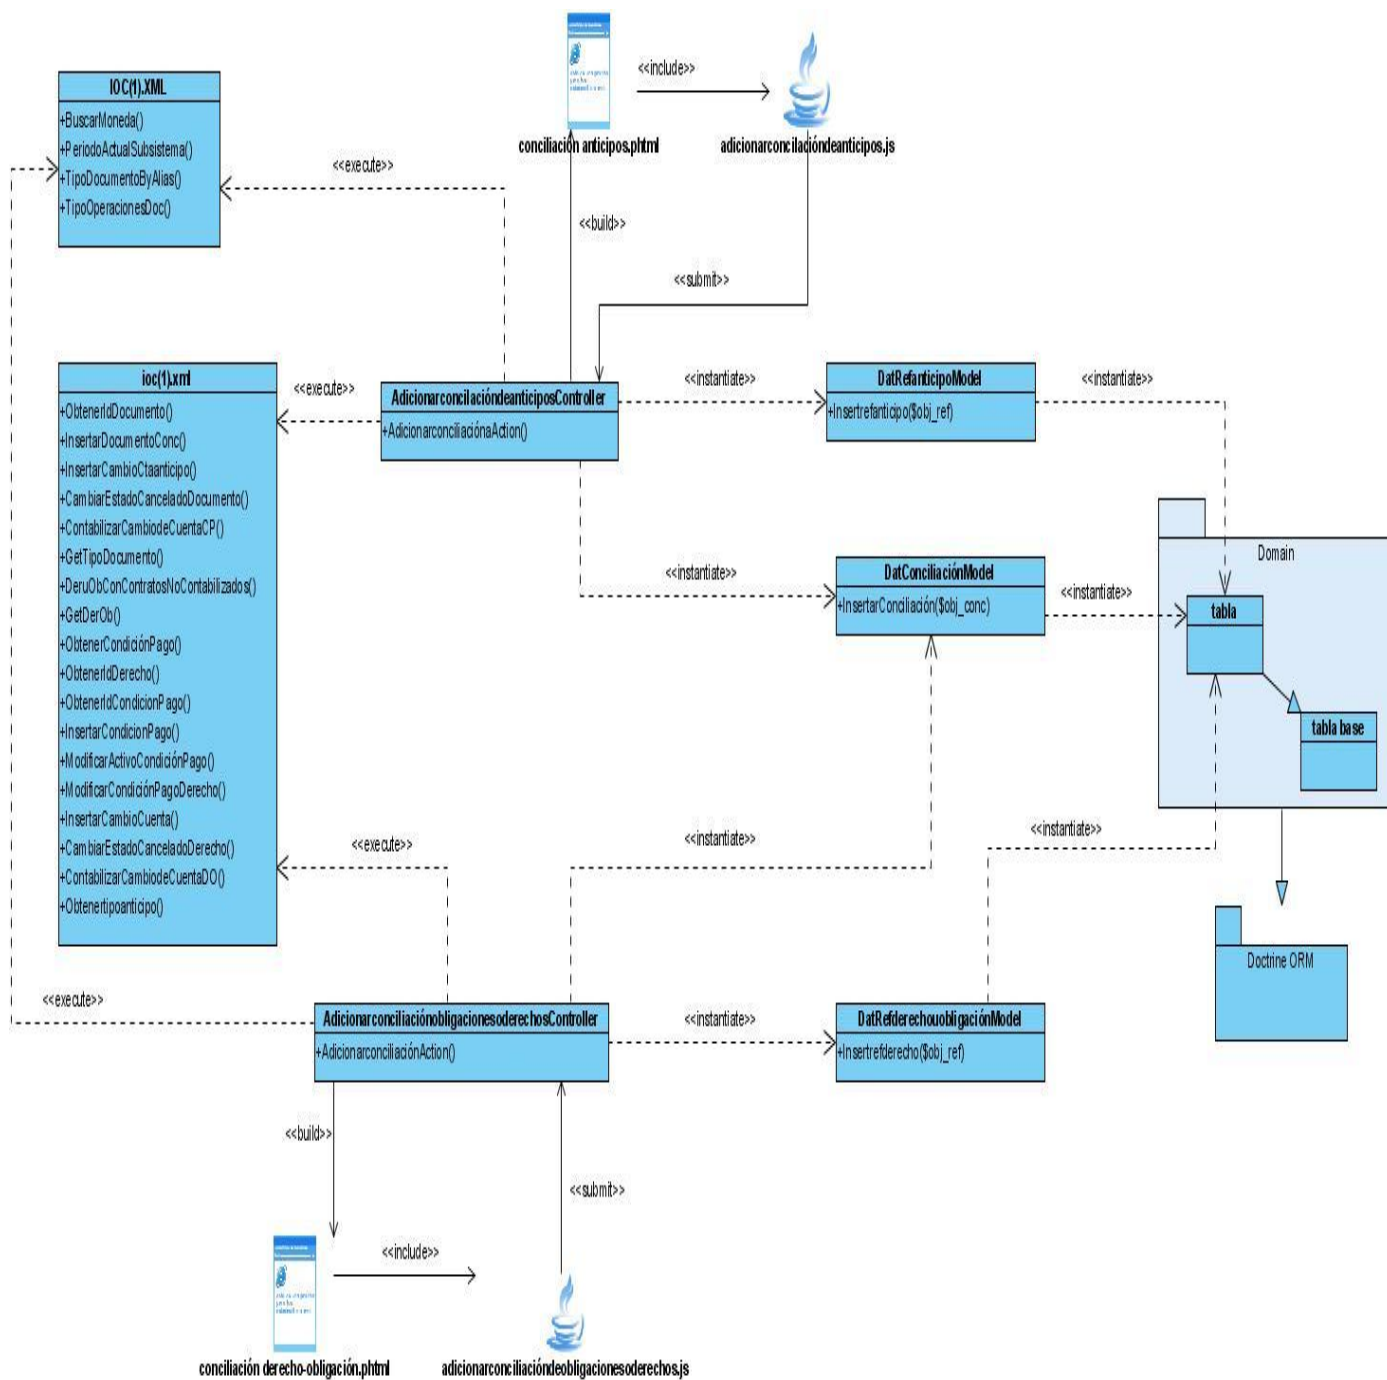 <<include>>
conciliación anticipos.phtml
adicionarconcilacióndeanticipos.js
IOC(1).XML
+BuscarMoneda()
+PeriodoActualSubsistema()
+TipoDocumentoByAlias()
+TipoOperacionesDoc()
<<execute>>
<<build>>
<<submit>>
ioc(1).xml
+ObtenerIdDocumento()
+InsertarDocumentoConc()
+InsertarCambioCtaanticipo()
+CambiarEstadoCanceladoDocumento()
+ContabilizarCambiodeCuentaCP()
+GetTipoDocumento()
+DeruObConContratosNoContabilizados()
+GetDerOb()
+ObtenerCondiciónPago()
+ObtenerIdDerecho()
+ObtenerIdCondicionPago()
+InsertarCondicionPago()
+ModificarActivoCondiciónPago()
+ModificarCondiciónPagoDerecho()
+InsertarCambioCuenta()
+CambiarEstadoCanceladoDerecho()
+ContabilizarCambiodeCuentaDO()
+Obtenertipoanticipo()
<<execute>>
AdicionarconcilacióndeanticiposController
+AdicionarconciliaciónaAction()
<<instantiate>>
DatRefanticipoModel
+Insertrefanticipo($obj_ref)
<<instantiate>>
<<instantiate>>
DatConciliaciónModel
+InsertarConciliación($obj_conc)
<<instantiate>>
Domain
tabla
tabla base
<<execute>>
<<instantiate>>
<<instantiate>>
Doctrine ORM
<<execute>>
AdicionarconciliaciónobligacionesoderechosController
+AdicionarconciliaciónAction()
<<instantiate>>
DatRefderechouobligaciónModel
+Insertrefderecho($obj_ref)
<<build>>
<<submit>>
<<include>>
conciliación derecho-obligación.phtml
adicionarconciliacióndeobligacionesoderechos.js